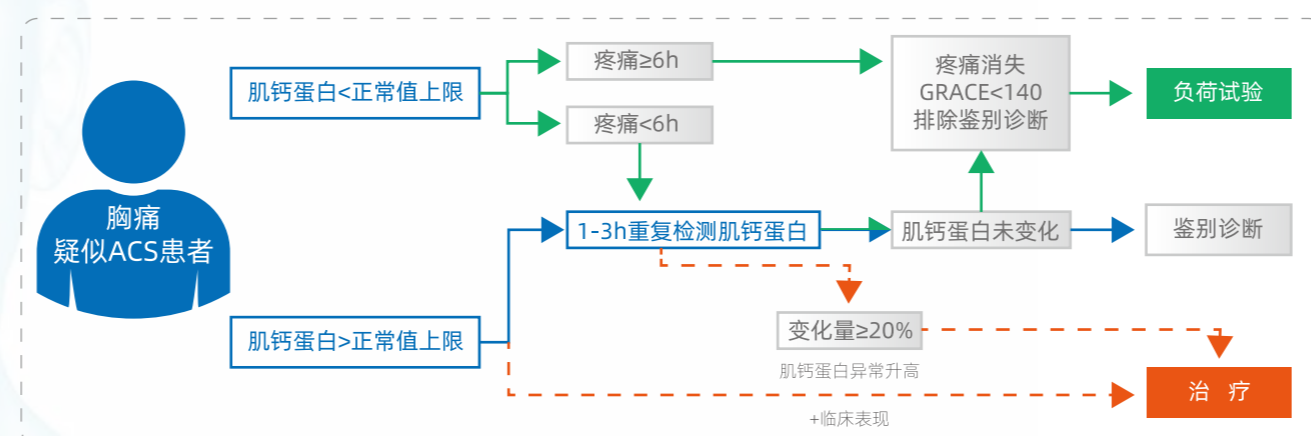 胸痛
疑似ACS患者
肌钙蛋白<正常值上限
疼痛≥6h
疼痛<6h
疼痛消失
GRACE<140
排除鉴别诊断
负荷试验
1-3h重复检测肌钙蛋白
肌钙蛋白未变化
鉴别诊断
肌钙蛋白>正常值上限
变化量≥20%
肌钙蛋白异常升高
+临床表现
治 疗